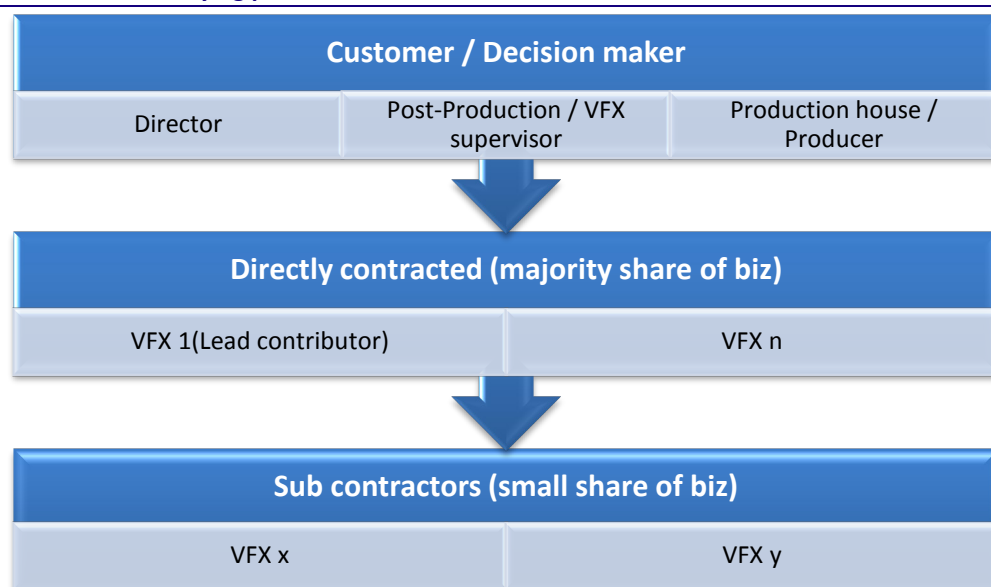 Customer / Decision maker
Director
Post-Production / VFX
supervisor
Production house /
Producer
Directly contracted (majority share of biz)
VFX 1(Lead contributor)
VFX n
Sub contractors (small share of biz)
VFX x
VFX y